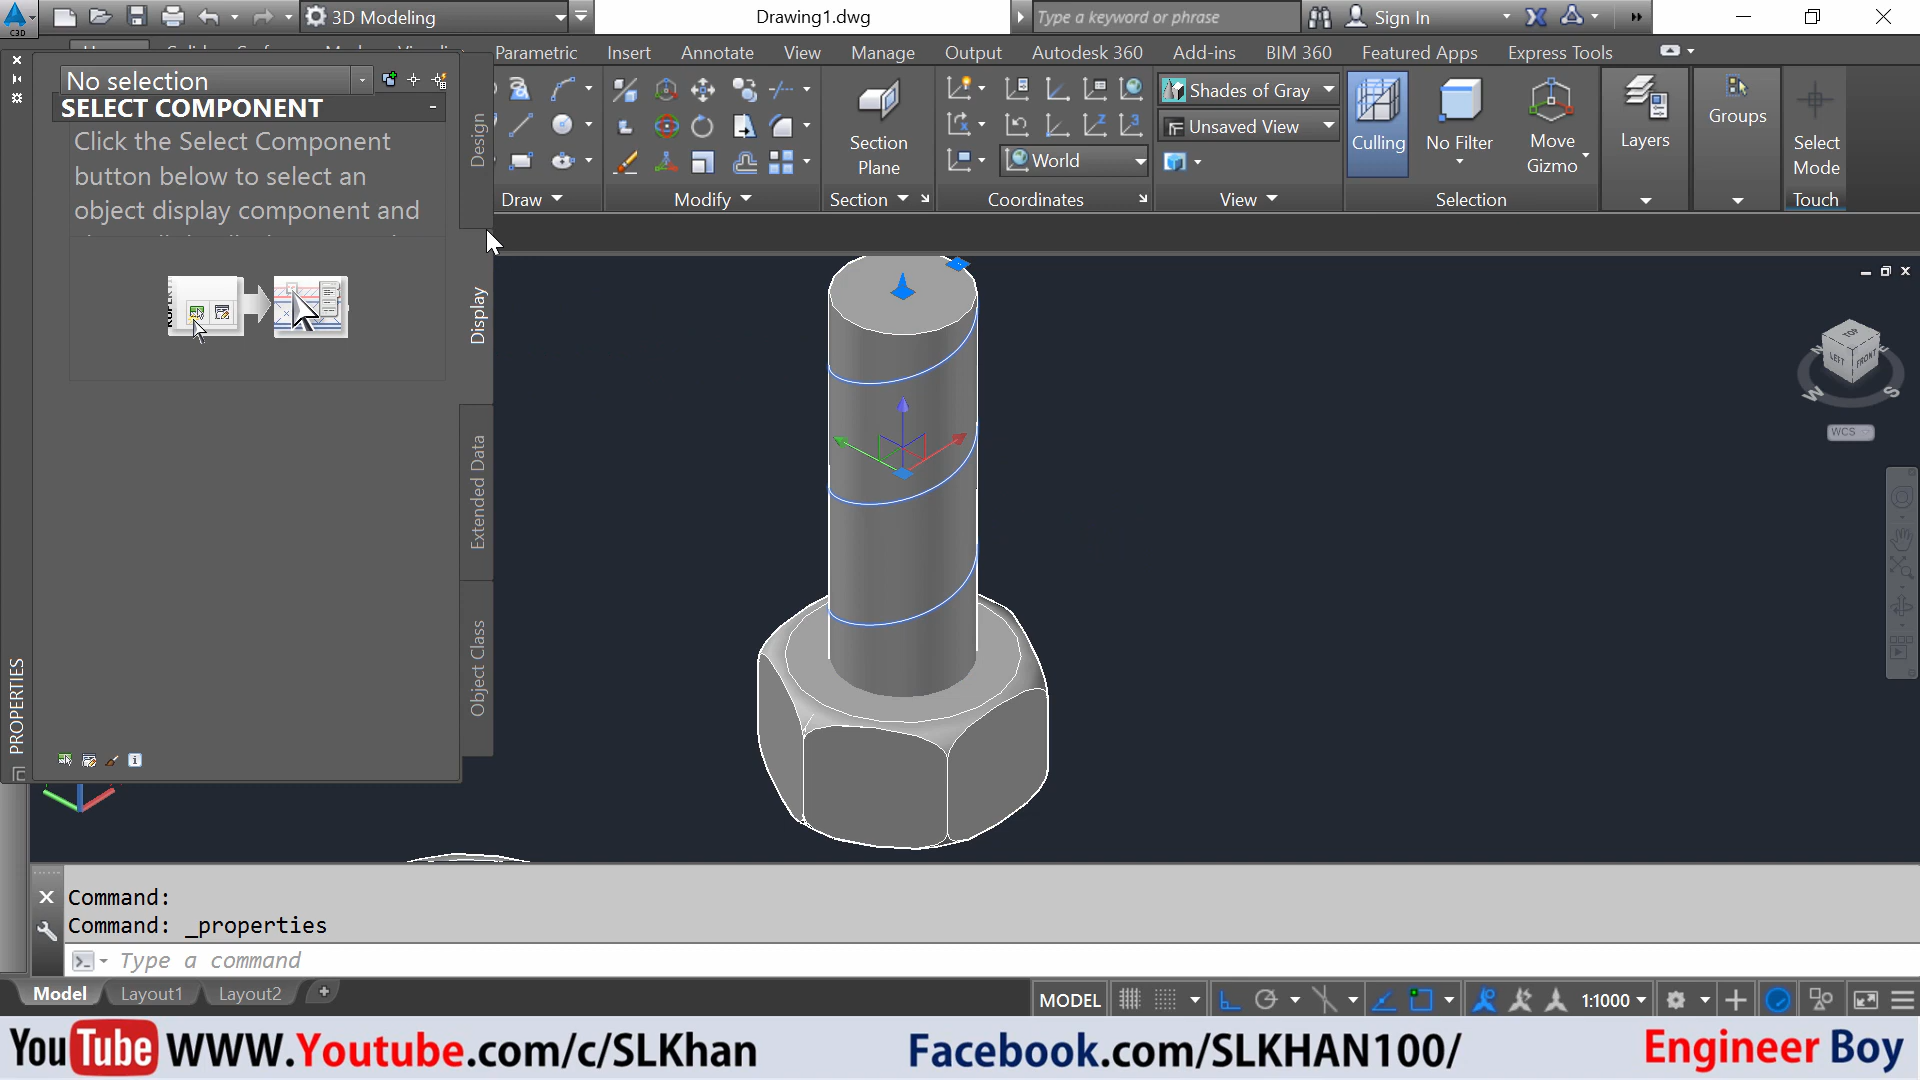 3D Modeling
Drawing1.dwg
Type a keyword or phrase
Sign In
C3D
Parametric
Insert
Annotate
View
Manage
Output
Autodesk 360
Add-ins
BIM 360
Featured Apps
Express Tools
No selection
SELECT COMPONENT
Click the Select Component
button below to select an
object display component and
Design
Display
Extended Data
Object Class
PROPERTIES
Section
Plane
World
Shades of Gray
Unsaved View
Culling
No Filter
Move
Gizmo
Layers
Groups
Select
Mode
Draw
Modify
Section
Coordinates
View
Selection
Touch
TOP
LEFT
FRONT
N
E
W
S
WCS
Command:
Command: _properties
Type a command
Model
Layout1
Layout2
MODEL
1:1000
YouTube WWW.Youtube.com/c/SLKhan
Facebook.com/SLKHAN100/
Engineer Boy